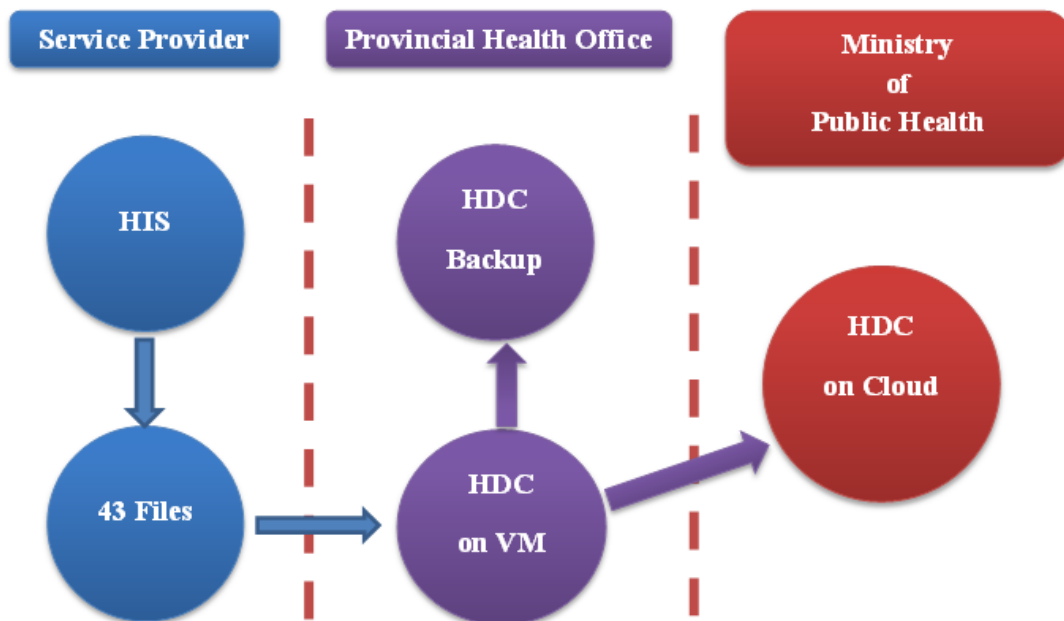 Service Provider
Provincial Health Office
Ministry
of
Public Health
HIS
43 Files
HDC
Backup
HDC
on VM
HDC
on Cloud